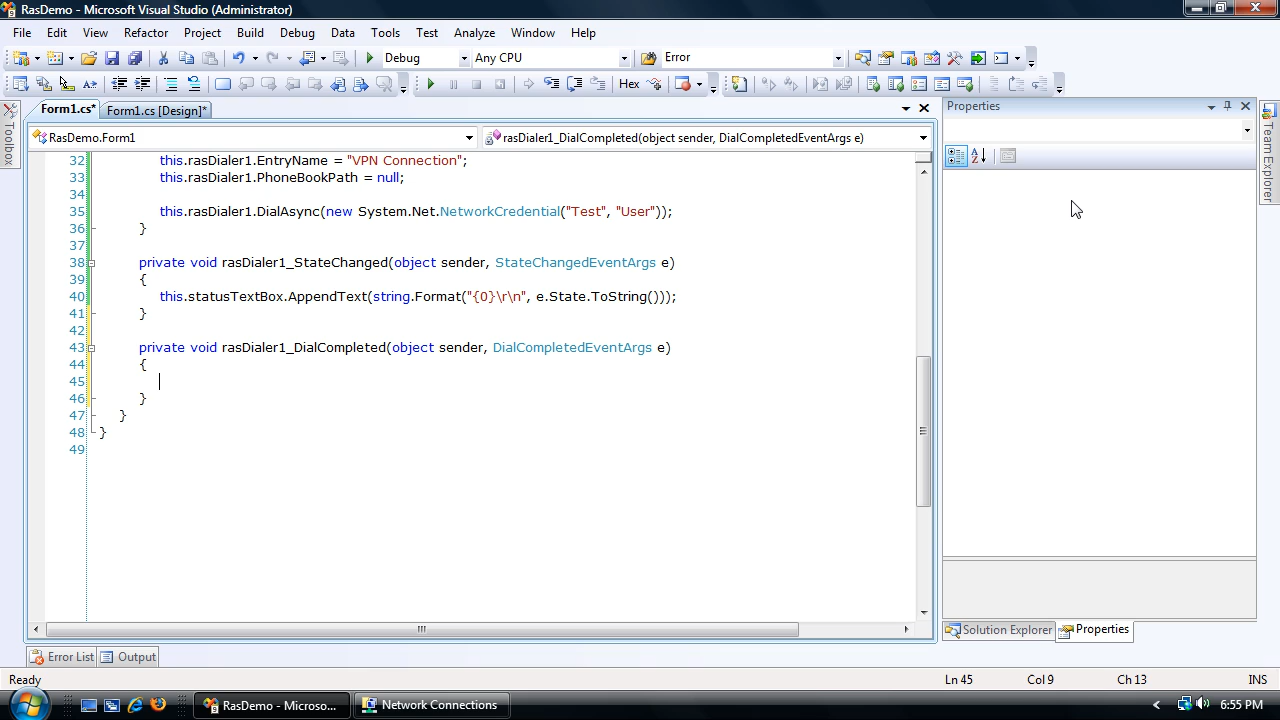 RasDemo - Microsoft Visual Studio (Administrator)
File Edit View Refactor Project Build Debug Data Tools Test Analyze Window Help
Debug Any CPU Error
Hex
Form1.cs* Form1.cs [Design]* Properties
Toolbox
Team Explorer
RasDemo.Form1 rasDialer1_DialCompleted(object sender, DialCompletedEventArgs e)
32 this.rasDialer1.EntryName = "VPN Connection";
33 this.rasDialer1.PhoneBookPath = null;
34
35 this.rasDialer1.DialAsync(new System.Net.NetworkCredential("Test", "User"));
36 }
37
38 private void rasDialer1_StateChanged(object sender, StateChangedEventArgs e)
39 {
40 this.statusTextBox.AppendText(string.Format("{0}\r\n", e.State.ToString()));
41 }
42
43 private void rasDialer1_DialCompleted(object sender, DialCompletedEventArgs e)
44 {
45
46 }
47 }
48 }
49
Solution Explorer Properties
Error List Output
Ready Ln 45 Col 9 Ch 13 INS
RasDemo - Microso... Network Connections 6:55 PM